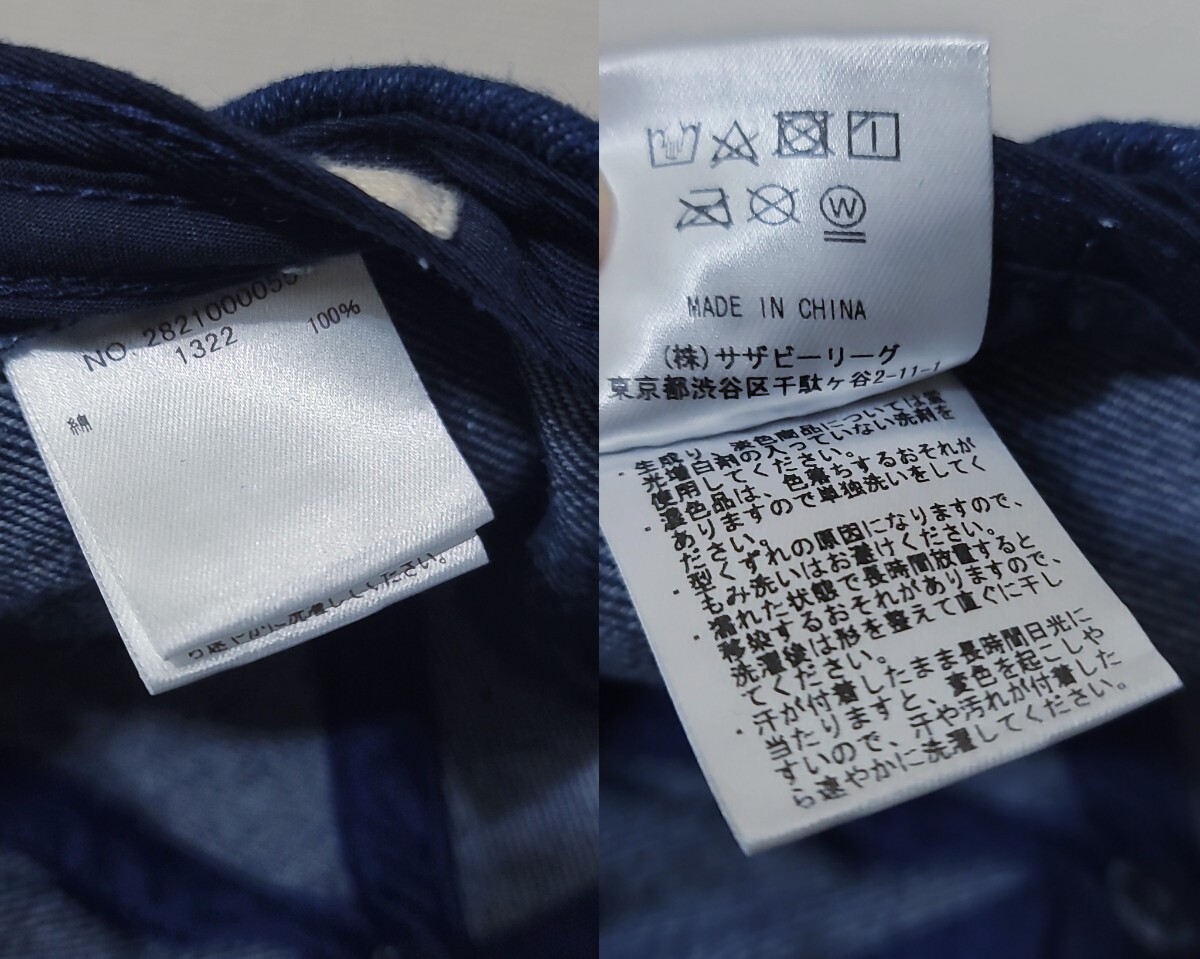 NO. 2821000055
1322
綿 100%
ください。
W
MADE IN CHINA
(株)サザビーリーグ
東京都渋谷区千駄ケ谷2-11-1
・生成り、淡色商品については蛍
光増白剤の入っていない洗剤を
使用してください。
・濃色品は、色落ちするおそれが
ありますので単独洗いをしてく
ださい。
・型くずれの原因になりますので、
もみ洗いはお避けください。
・濡れた状態で長時間放置すると
移染するおそれがありますので、
洗濯後は形を整えて直ぐに干し
てください。
・汗が付着したまま長時間日光に
当たりますと、変色を起こしや
すいので、汗や汚れが付着した
ら速やかに洗濯してください。